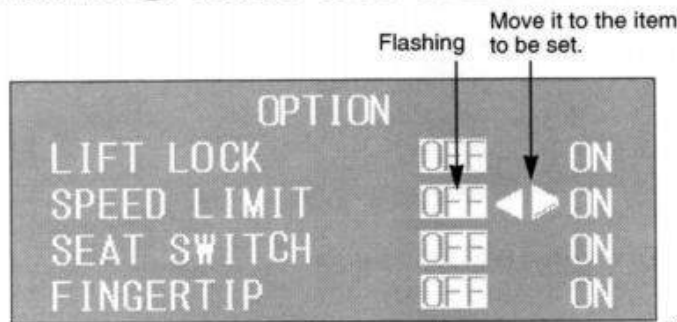 Flashing
Move it to the item
to be set.
OPTION
LIFT LOCK OFF ON
SPEED LIMIT OFF ON
SEAT SWITCH OFF ON
FINGERTIP OFF ON